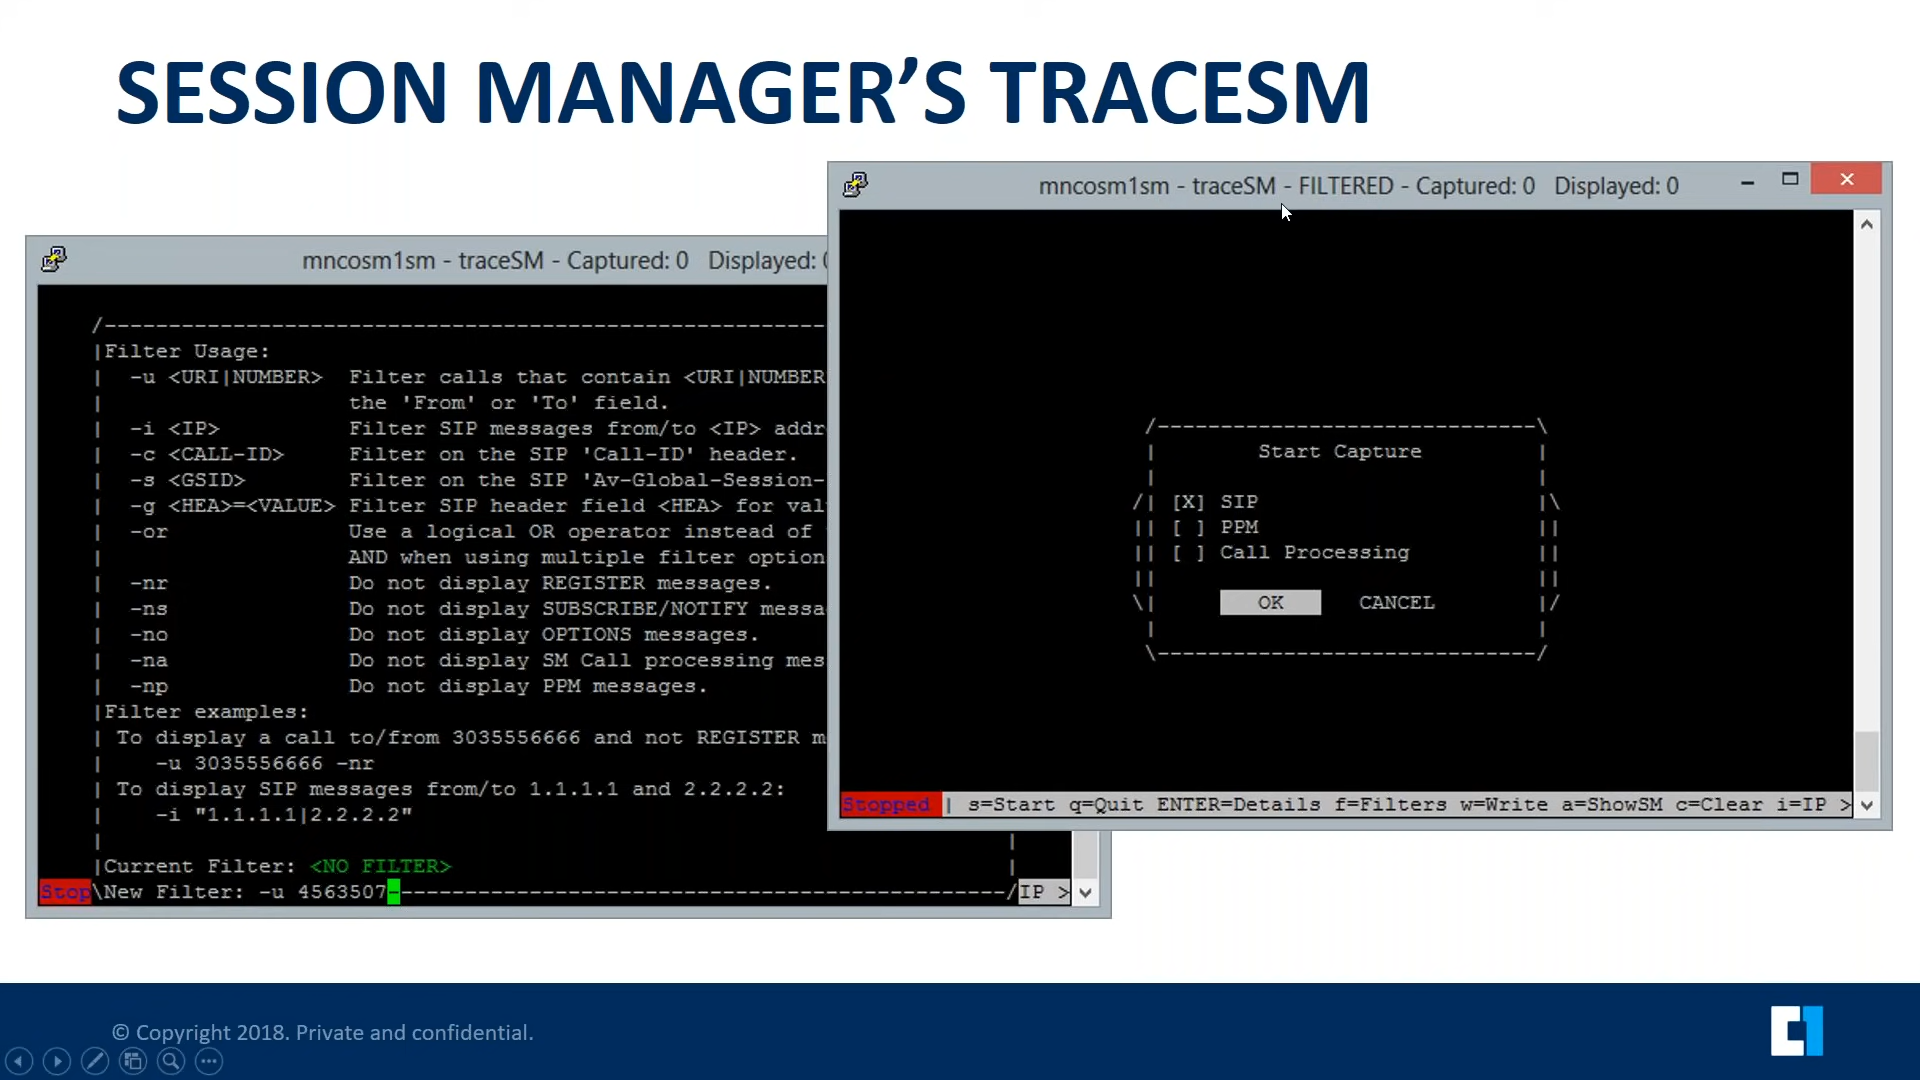 SESSION MANAGER’S TRACESM
mncosm1sm - traceSM - Captured: 0   Displayed: 0
/---------------------------------------------------------
|Filter Usage:
|  -u <URI|NUMBER>  Filter calls that contain <URI|NUMBER
|                   the 'From' or 'To' field.
|  -i <IP>          Filter SIP messages from/to <IP> addr
|  -c <CALL-ID>     Filter on the SIP 'Call-ID' header.
|  -s <GSID>        Filter on the SIP 'Av-Global-Session-
|  -g <HEA>=<VALUE> Filter SIP header field <HEA> for val
|  -or              Use a logical OR operator instead of
|                   AND when using multiple filter option
|  -nr              Do not display REGISTER messages.
|  -ns              Do not display SUBSCRIBE/NOTIFY messa
|  -no              Do not display OPTIONS messages.
|  -na              Do not display SM Call processing mes
|  -np              Do not display PPM messages.
|Filter examples:
| To display a call to/from 3035556666 and not REGISTER m
|    -u 3035556666 -nr
| To display SIP messages from/to 1.1.1.1 and 2.2.2.2:
|    -i "1.1.1.1|2.2.2.2"
|
|Current Filter: <NO FILTER>
Stop\New Filter: -u 4563507-------------------------------------------------/IP >
mncosm1sm - traceSM - FILTERED - Captured: 0   Displayed: 0
/------------------------------\
|        Start Capture         |
|                              |
/| [X] SIP                      |\
|| [ ] PPM                      ||
|| [ ] Call Processing          ||
||                              ||
\|     OK   CANCEL        |/
|                              |
\------------------------------/
Stopped | s=Start q=Quit ENTER=Details f=Filters w=Write a=ShowSM c=Clear i=IP >
© Copyright 2018. Private and confidential.